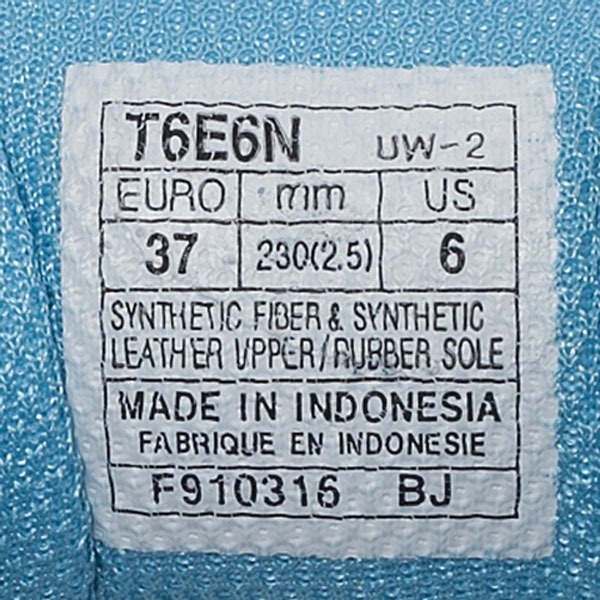 T6E6N UW-2
EURO mm US
37 230(2.5) 6
SYNTHETIC FIBER & SYNTHETIC
LEATHER UPPER/RUBBER SOLE
MADE IN INDONESIA
FABRIQUE EN INDONESIE
F910316 BJ